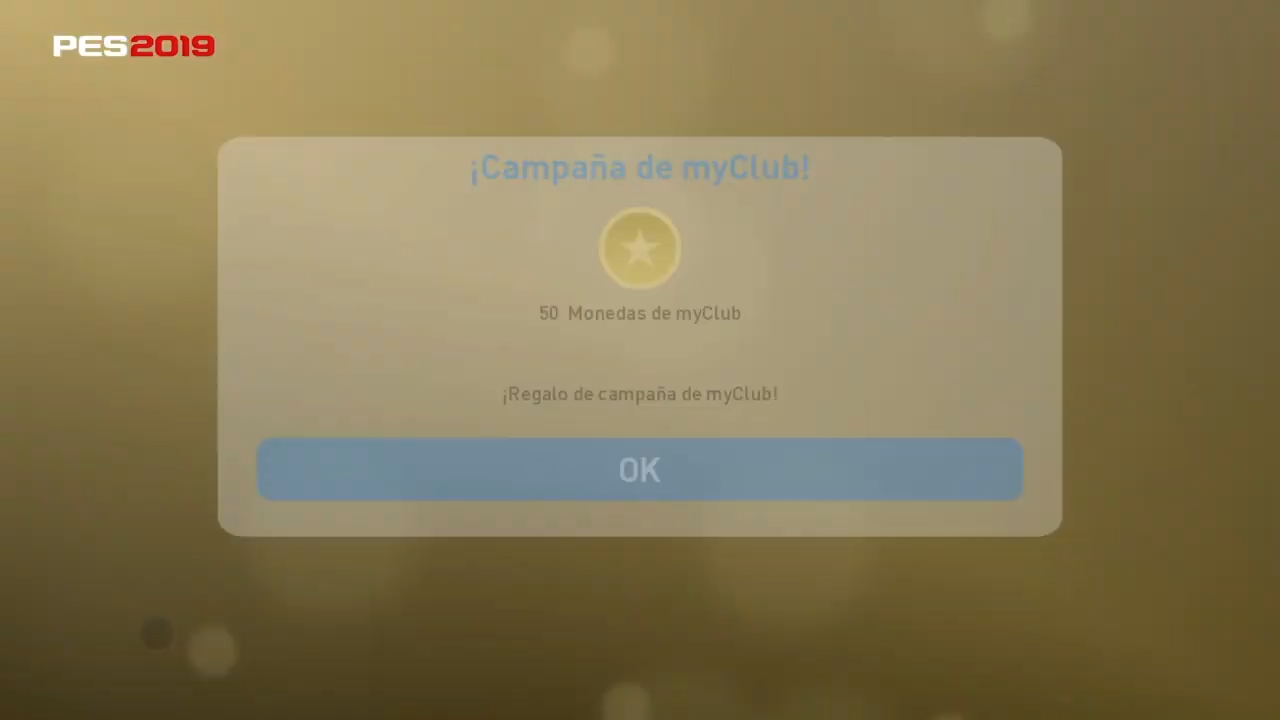 PES2019
¡Campaña de myClub!
50 Monedas de myClub
¡Regalo de campaña de myClub!
OK